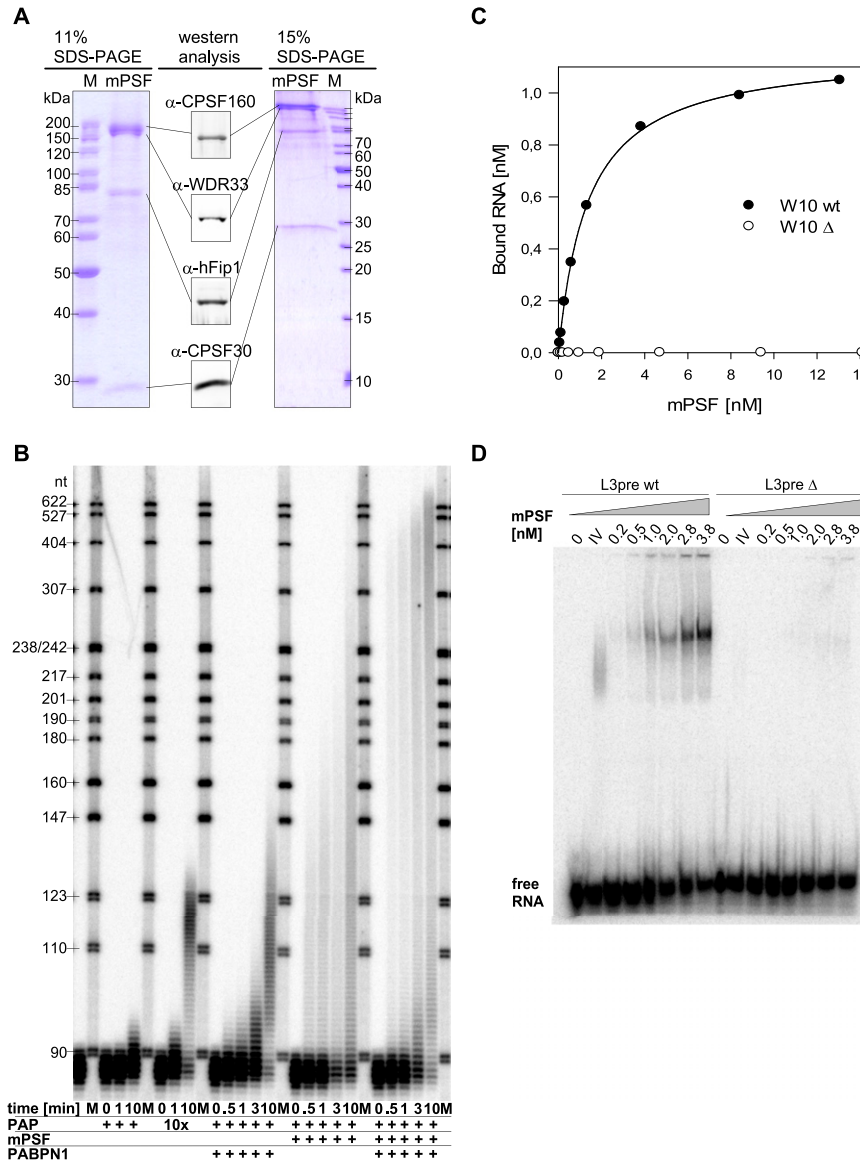 A
11%
SDS-PAGE
western
analysis
15%
SDS-PAGE
M mPSF
mPSF M
kDa
200
150
120
100
85
70
60
50
40
30
α-CPSF160
α-WDR33
α-hFip1
α-CPSF30
kDa
70
60
50
40
30
25
20
15
10
C
Bound RNA [nM]
1,0
0,8
0,6
0,4
0,2
0,0
0 2 4 6 8 10 12 14
mPSF [nM]
W10 wt
W10 Δ
B
nt
622
527
404
307
238/242
217
201
190
180
160
147
123
110
90
time [min] M 0 1 10 M 0 1 10 M 0 .5 1 3 10 M 0 .5 1 3 10 M 0 .5 1 3 10 M
PAP + + + 10x + + + + + + + + + + + + + + +
mPSF + + + + + + + + + +
PABPN1 + + + + + + + + + +
D
L3pre wt L3pre Δ
mPSF
[nM]
0 IV 0.2 0.5 1.0 2.0 2.8 3.8 0 IV 0.2 0.5 1.0 2.0 2.8 3.8
free
RNA